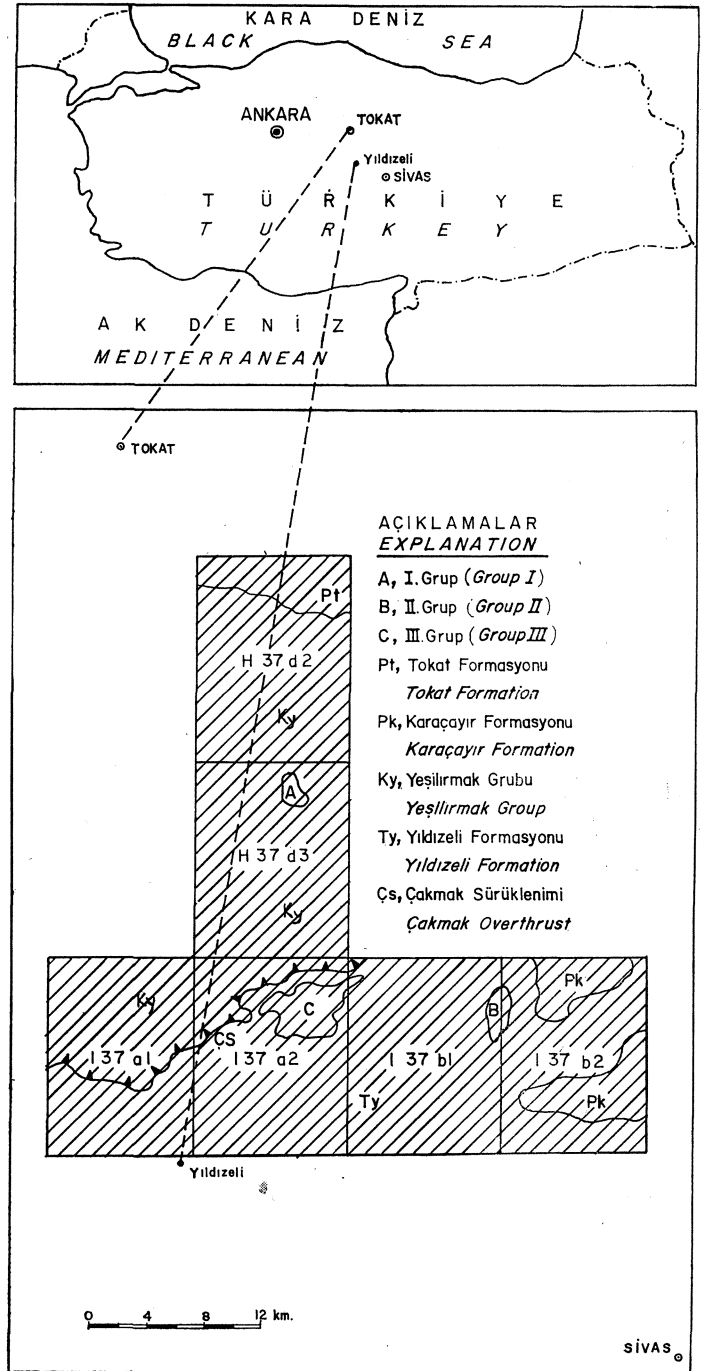 KARA DENİZ
BLACK SEA
ANKARA
TOKAT
Yıldızeli
SİVAS
TÜRKİYE
TURKEY
AKDENİZ
MEDITERRANEAN
TOKAT
AÇIKLAMALAR
EXPLANATION
A, I. Grup (Group I)
B, II. Grup (Group II)
C, III. Grup (Group III)
Pt, Tokat Formasyonu
Tokat Formation
Pk, Karaçayır Formasyonu
Karaçayır Formation
Ky, Yeşilırmak Grubu
Yeşilırmak Group
Ty, Yıldızeli Formasyonu
Yıldızeli Formation
Çs, Çakmak Sürüklenimi
Çakmak Overthrust
Pt
H 37 d2
Ky
A
H 37 d3
Ky
Ky
C
B
Pk
ÇS
I 37 a1
I 37 a2
I 37 b1
I 37 b2
Ty
Pk
Yıldızeli
0 4 8 12 km.
SİVAS